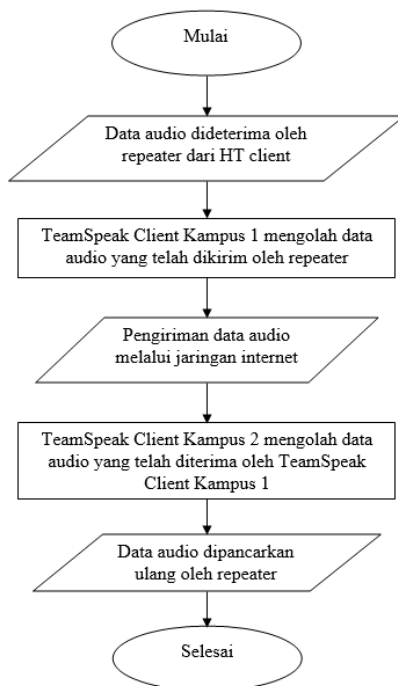 Mulai
Data audio dideterima oleh
repeater dari HT client
TeamSpeak Client Kampus 1 mengolah data
audio yang telah dikirim oleh repeater
Pengiriman data audio
melalui jaringan internet
TeamSpeak Client Kampus 2 mengolah data
audio yang telah diterima oleh TeamSpeak
Client Kampus 1
Data audio dipancarkan
ulang oleh repeater
Selesai